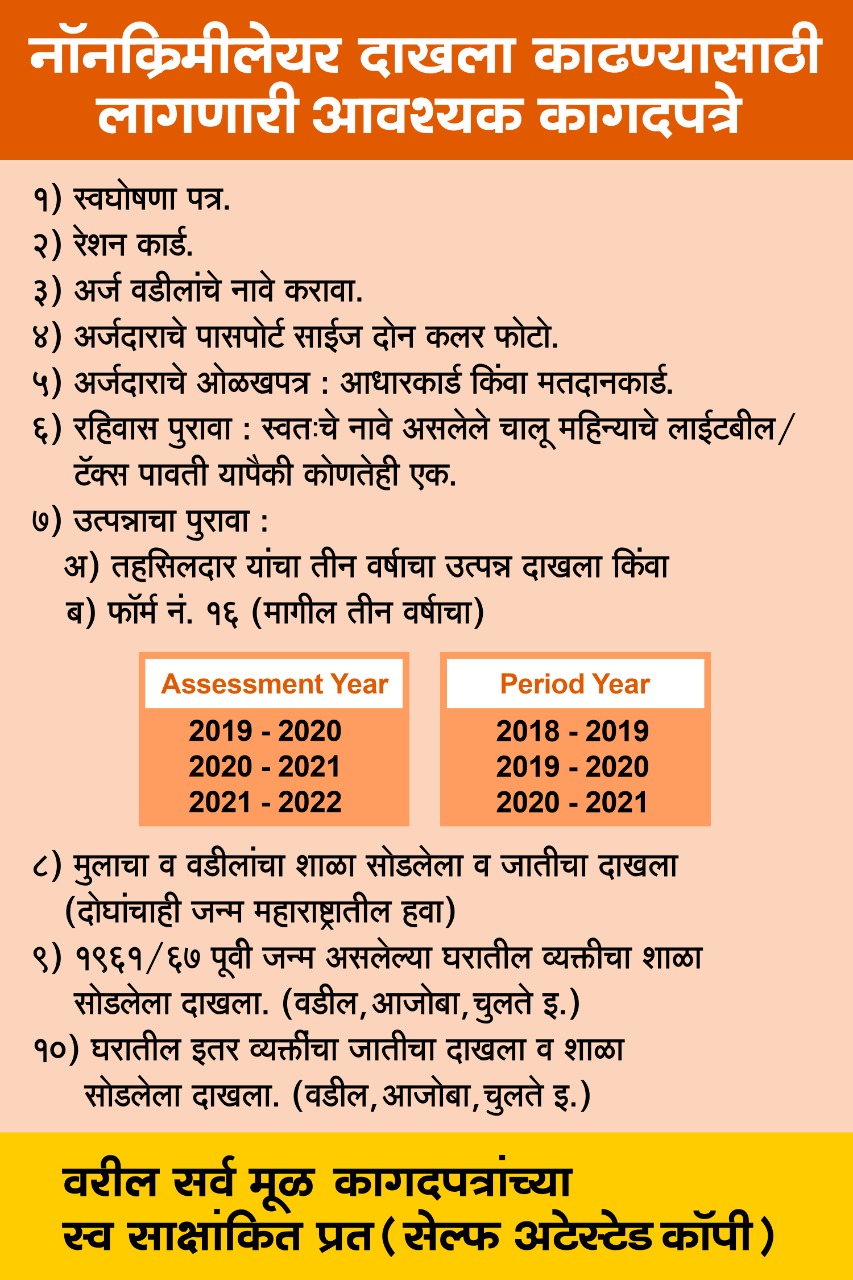 नॉनक्रिमीलेयर दाखला काढण्यासाठी
लागणारी आवश्यक कागदपत्रे
१) स्वघोषणा पत्र.
२) रेशन कार्ड.
३) अर्ज वडीलांचे नावे करावा.
४) अर्जदाराचे पासपोर्ट साईज दोन कलर फोटो.
५) अर्जदाराचे ओळखपत्र : आधारकार्ड किंवा मतदानकार्ड.
६) रहिवास पुरावा : स्वतःचे नावे असलेले चालू महिन्याचे लाईटबील/
टॅक्स पावती यापैकी कोणतेही एक.
७) उत्पन्नाचा पुरावा :
अ) तहसिलदार यांचा तीन वर्षाचा उत्पन्न दाखला किंवा
ब) फॉर्म नं. १६ (मागील तीन वर्षाचा)
Assessment Year
2019 - 2020
2020 - 2021
2021 - 2022
Period Year
2018 - 2019
2019 - 2020
2020 - 2021
८) मुलाचा व वडीलांचा शाळा सोडलेला व जातीचा दाखला
(दोघांचाही जन्म महाराष्ट्रातील हवा)
९) १९६१/६७ पूवी जन्म असलेल्या घरातील व्यक्तीचा शाळा
सोडलेला दाखला. (वडील,आजोबा,चुलते इ.)
१०) घरातील इतर व्यक्तींचा जातीचा दाखला व शाळा
सोडलेला दाखला. (वडील,आजोबा,चुलते इ.)
वरील सर्व मूळ कागदपत्रांच्या
स्व साक्षांकित प्रत(सेल्फ अटेस्टेड कॉपी)